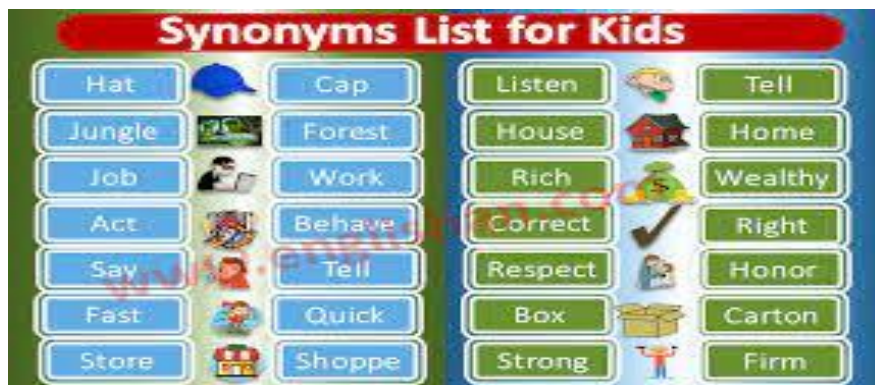 Synonyms List for Kids
Hat Cap Listen Tell
Jungle Forest House Home
Job Work Rich Wealthy
Act Behave Correct Right
Say Tell Respect Honor
Fast Quick Box Carton
Store Shoppe Strong Firm